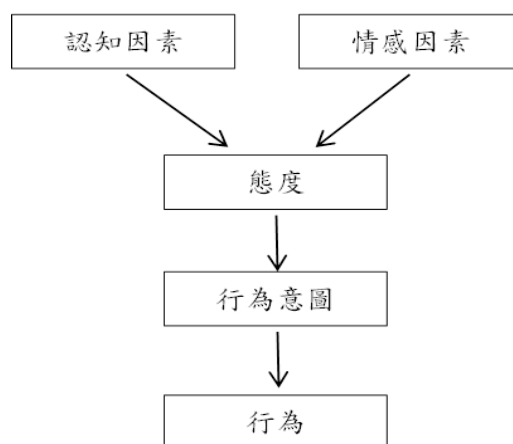 認知因素
情感因素
態度
行為意圖
行為